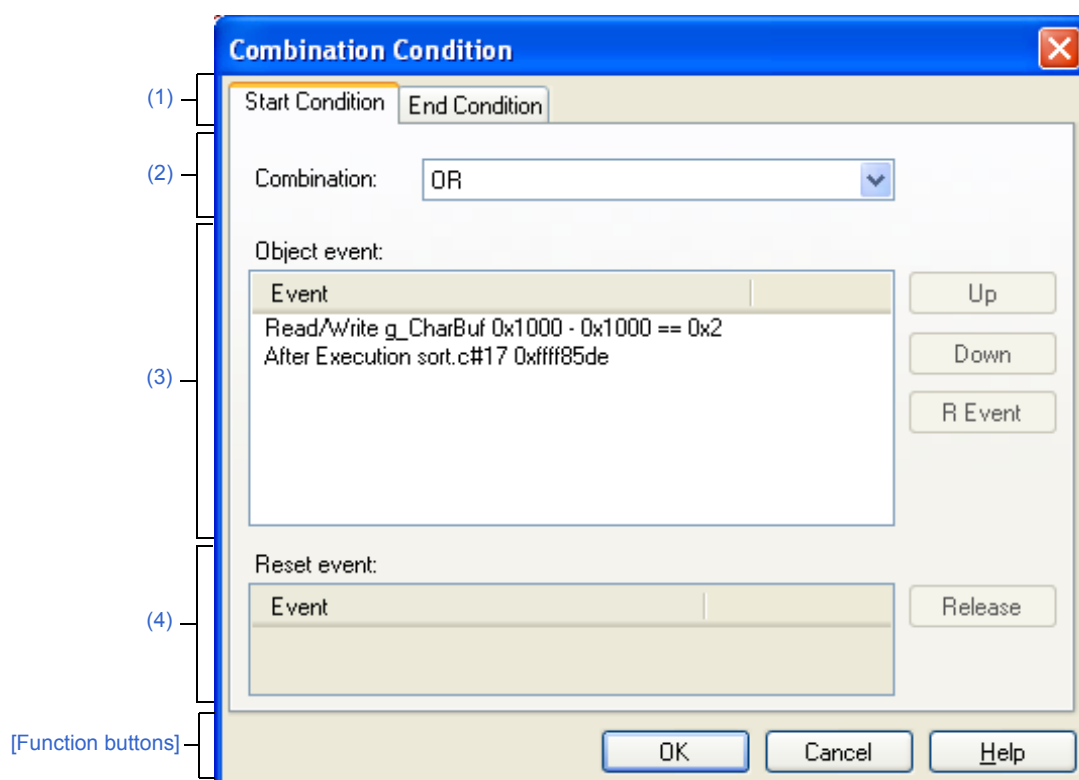 Combination Condition
(1)
Start Condition End Condition
(2)
Combination: OR
Object event:
Event
Up
Read/Write g_CharBuf 0x1000 - 0x1000 == 0x2
After Execution sort.c#17 0xffff85de
Down
(3)
R Event
Reset event:
Event
Release
(4)
[Function buttons]
OK Cancel Help